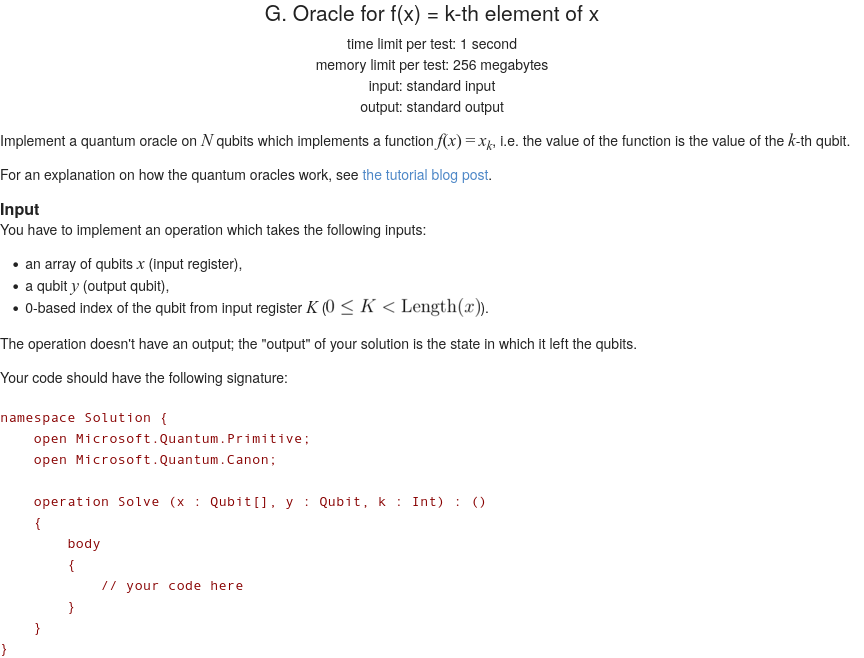 G. Oracle for f(x) = k-th element of x
time limit per test: 1 second
memory limit per test: 256 megabytes
input: standard input
output: standard output
Implement a quantum oracle on N qubits which implements a function f(x) = x_k, i.e. the value of the function is the value of the k-th qubit.
For an explanation on how the quantum oracles work, see the tutorial blog post.
Input
You have to implement an operation which takes the following inputs:
• an array of qubits x (input register),
• a qubit y (output qubit),
• 0-based index of the qubit from input register K (0 ≤ K < Length(x)).
The operation doesn't have an output; the "output" of your solution is the state in which it left the qubits.
Your code should have the following signature:
namespace Solution {
    open Microsoft.Quantum.Primitive;
    open Microsoft.Quantum.Canon;
    operation Solve (x : Qubit[], y : Qubit, k : Int) : ()
    {
        body
        {
            // your code here
        }
    }
}